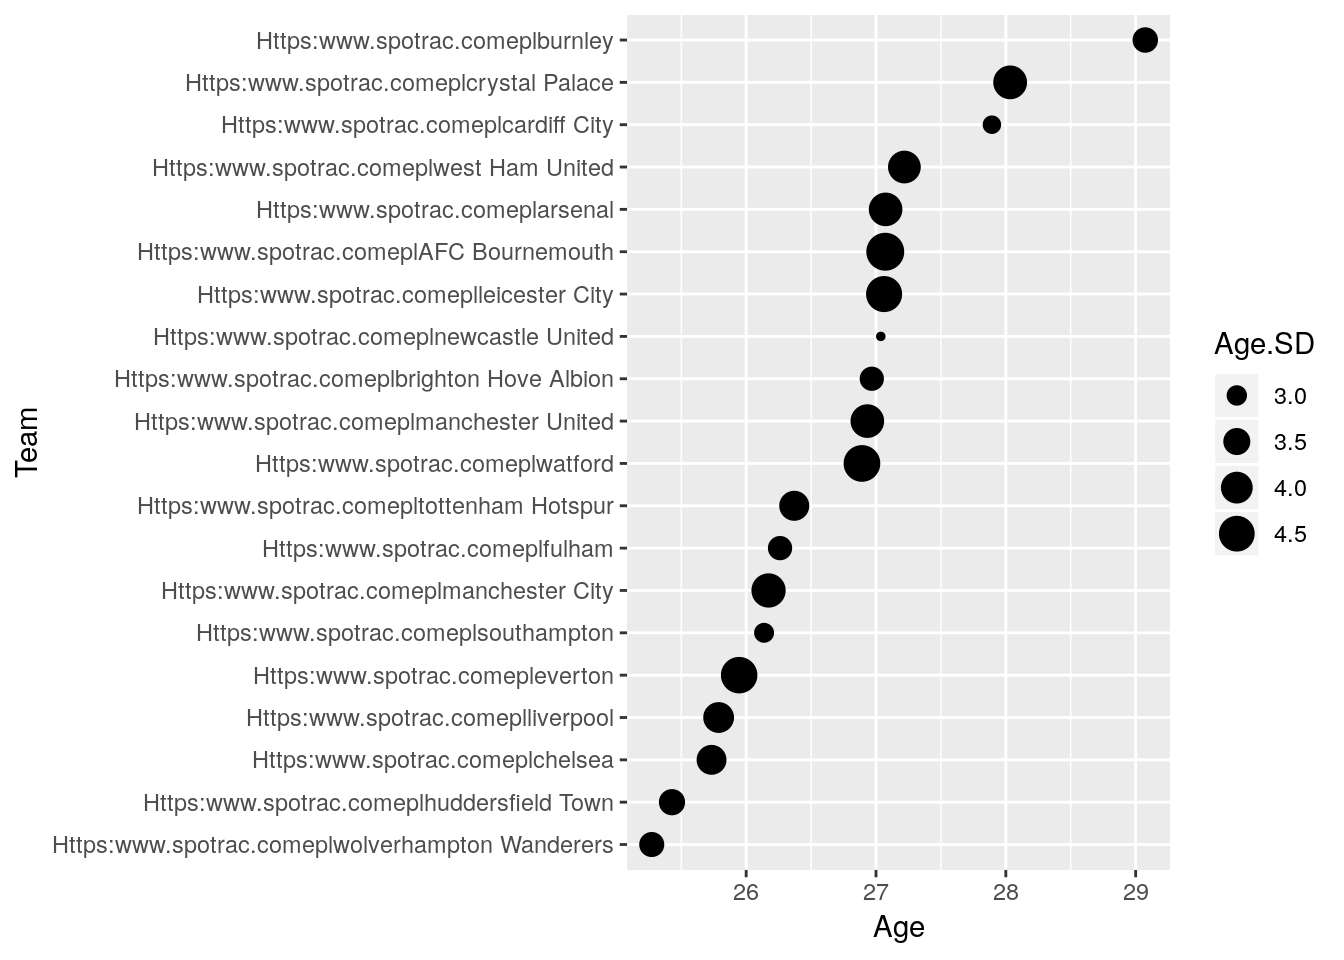 Https:www.spotrac.comeplburnley
Https:www.spotrac.comeplcrystal Palace
Https:www.spotrac.comeplcardiff City
Https:www.spotrac.comeplwest Ham United
Https:www.spotrac.comeplarsenal
Https:www.spotrac.comeplAFC Bournemouth
Https:www.spotrac.comeplleicester City
Https:www.spotrac.comeplnewcastle United
Https:www.spotrac.comeplbrighton Hove Albion
Https:www.spotrac.comeplmanchester United
Https:www.spotrac.comeplwatford
Https:www.spotrac.comepltottenham Hotspur
Https:www.spotrac.comeplfulham
Https:www.spotrac.comeplmanchester City
Https:www.spotrac.comeplsouthampton
Https:www.spotrac.comepleverton
Https:www.spotrac.comeplliverpool
Https:www.spotrac.comeplchelsea
Https:www.spotrac.comeplhuddersfield Town
Https:www.spotrac.comeplwolverhampton Wanderers
Team
26 27 28 29
Age
Age.SD
3.0
3.5
4.0
4.5